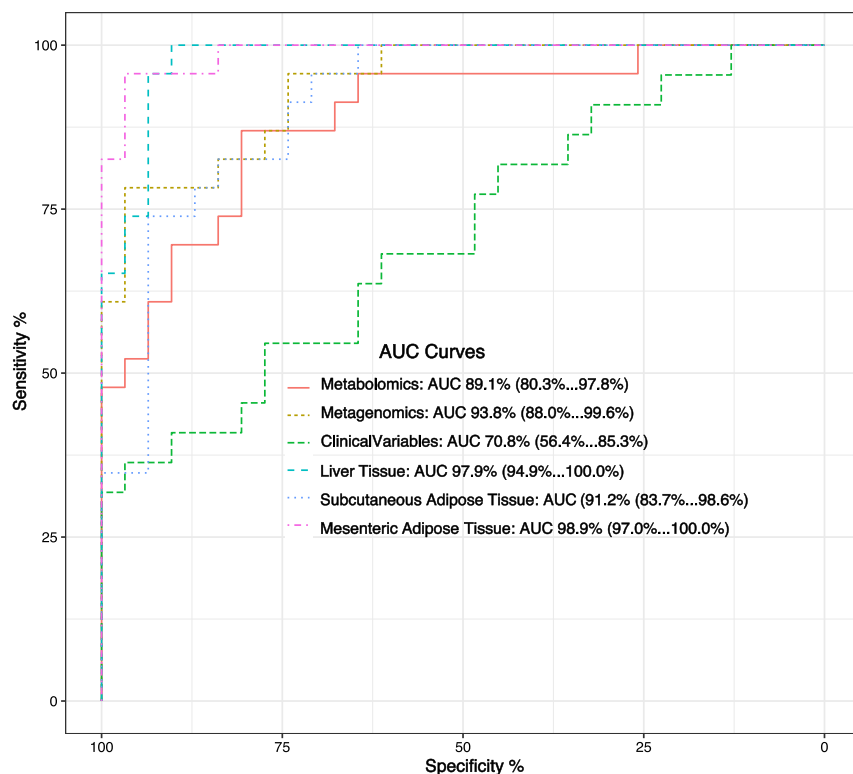 100
75
50
25
0
Sensitivity %
AUC Curves
Metabolomics: AUC 89.1% (80.3%...97.8%)
Metagenomics: AUC 93.8% (88.0%...99.6%)
ClinicalVariables: AUC 70.8% (56.4%...85.3%)
Liver Tissue: AUC 97.9% (94.9%...100.0%)
Subcutaneous Adipose Tissue: AUC (91.2% (83.7%...98.6%)
Mesenteric Adipose Tissue: AUC 98.9% (97.0%...100.0%)
100 75 50 25 0
Specificity %